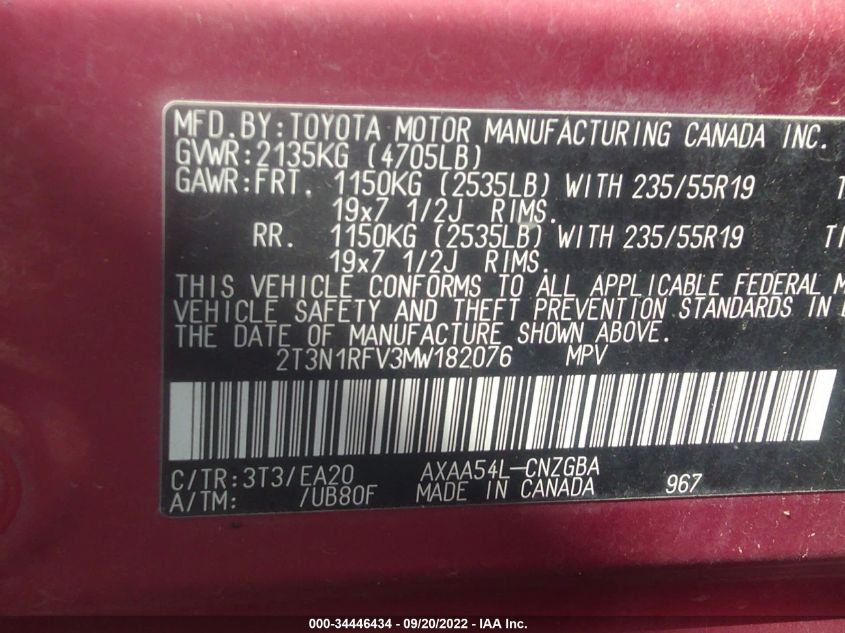 MFD.BY:TOYOTA MOTOR MANUFACTURING CANADA INC.
GVWR:2135KG (4705LB)
GAWR:FRT. 1150KG (2535LB) WITH 235/55R19
19x7 1/2J RIMS.
RR. 1150KG (2535LB) WITH 235/55R19
19x7 1/2J RIMS.
THIS VEHICLE CONFORMS TO ALL APPLICABLE FEDERAL
VEHICLE SAFETY AND THEFT PREVENTION STANDARDS IN
THE DATE OF MANUFACTURE SHOWN ABOVE.
2T3N1RFV3MW182076 MPV
C/TR:3T3/EA20 AXAA54L-CNZGBA
A/TM: /UB80F MADE IN CANADA 967
000-34446434 - 09/20/2022 - IAA Inc.